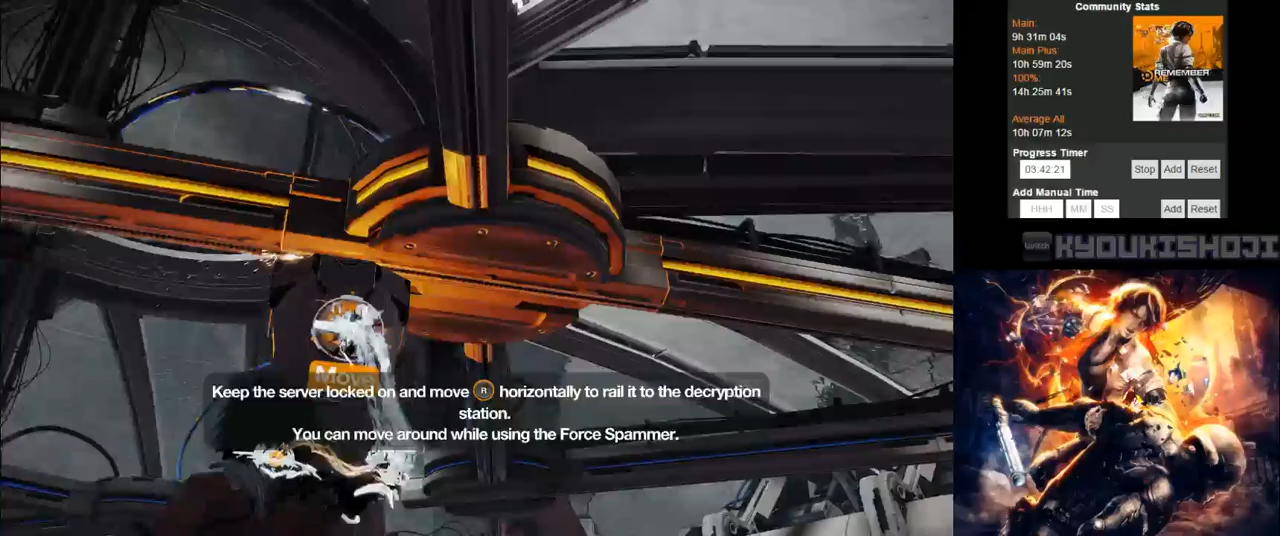 Community Stats
Main:
9h 31m 04s
Main Plus:
10h 59m 20s
100%:
14h 25m 41s
REMEMBER
ME
Average All
10h 07m 12s
Progress Timer
03:42:21
Stop
Add
Reset
Add Manual Time
HHH
MM
SS
Add
Reset
twitch
KYOUKISHOJI
Move
Keep the server locked on and move R horizontally to rail it to the decryption
station.
You can move around while using the Force Spammer.